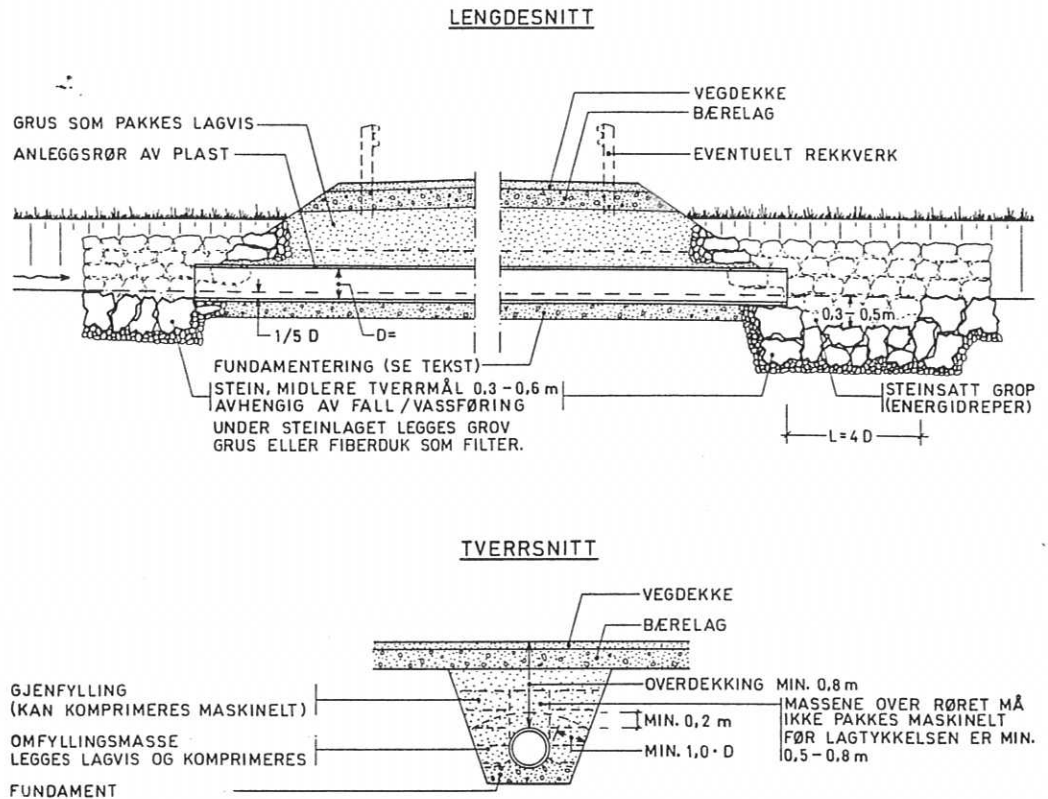 LENGDESNITT
VEGDEKKE
BÆRELAG
GRUS SOM PAKKES LAGVIS
ANLEGGSRØR AV PLAST
EVENTUELT REKKVERK
0,3-0,5m
1/5 D
D=
FUNDAMENTERING (SE TEKST)
STEIN, MIDLERE TVERRMÅL 0.3-0,6 m
AVHENGIG AV FALL/VASSFØRING
UNDER STEINLAGET LEGGES GROV
GRUS ELLER FIBERDUK SOM FILTER.
STEINSATT GROP
(ENERGIDREPER)
L=4D
TVERRSNITT
VEGDEKKE
BÆRELAG
GJENFYLLING
(KAN KOMPRIMERES MASKINELT)
OVERDEKKING MIN. 0,8 m
MIN. 0,2 m
MASSENE OVER RØRET MÅ
IKKE PAKKES MASKINELT
FØR LAGTYKKELSEN ER MIN.
0,5-0,8 m
OMFYLLINGSMASSE
LEGGES LAGVIS OG KOMPRIMERES
MIN. 1,0·D
FUNDAMENT